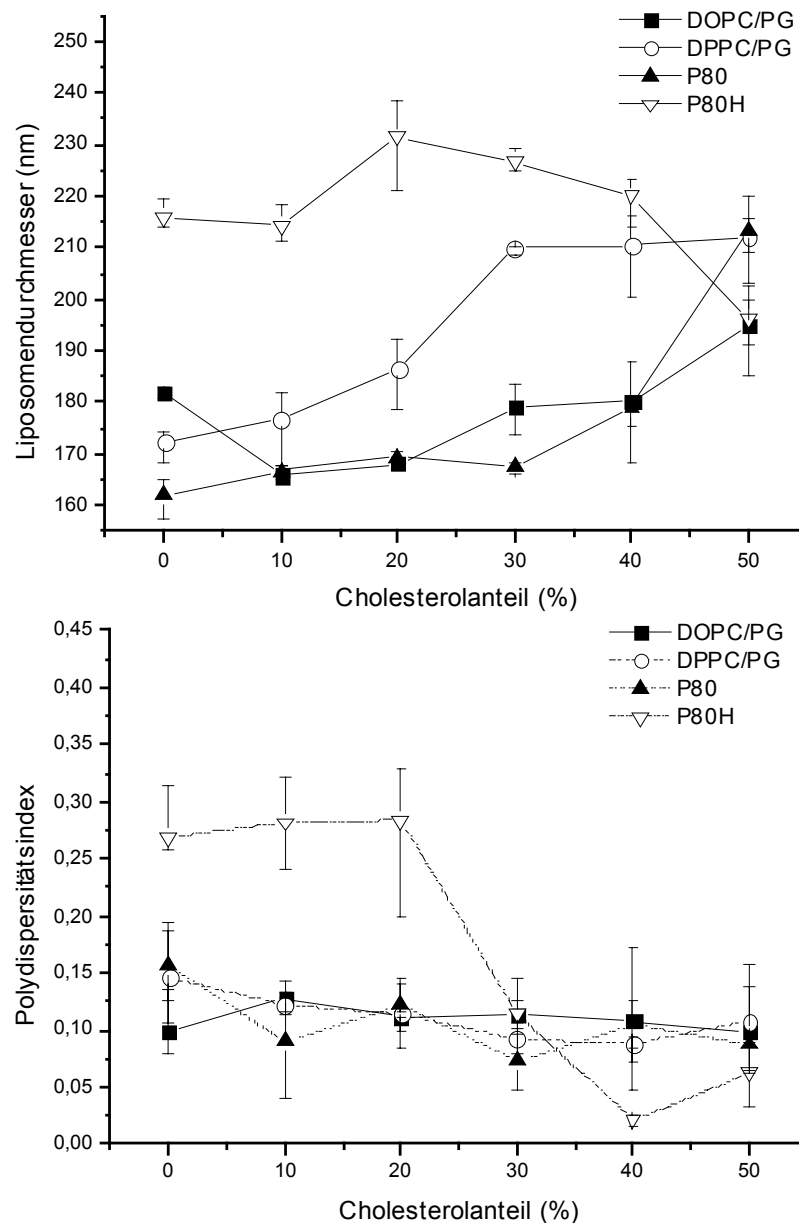 250
240
230
220
210
200
190
180
170
160
Liposomendurchmesser (nm)
DOPC/PG
DPPC/PG
P80
P80H
0 10 20 30 40 50
Cholesterolanteil (%)
0,45
0,40
0,35
0,30
0,25
0,20
0,15
0,10
0,05
0,00
Polydispersitätsindex
DOPC/PG
DPPC/PG
P80
P80H
0 10 20 30 40 50
Cholesterolanteil (%)